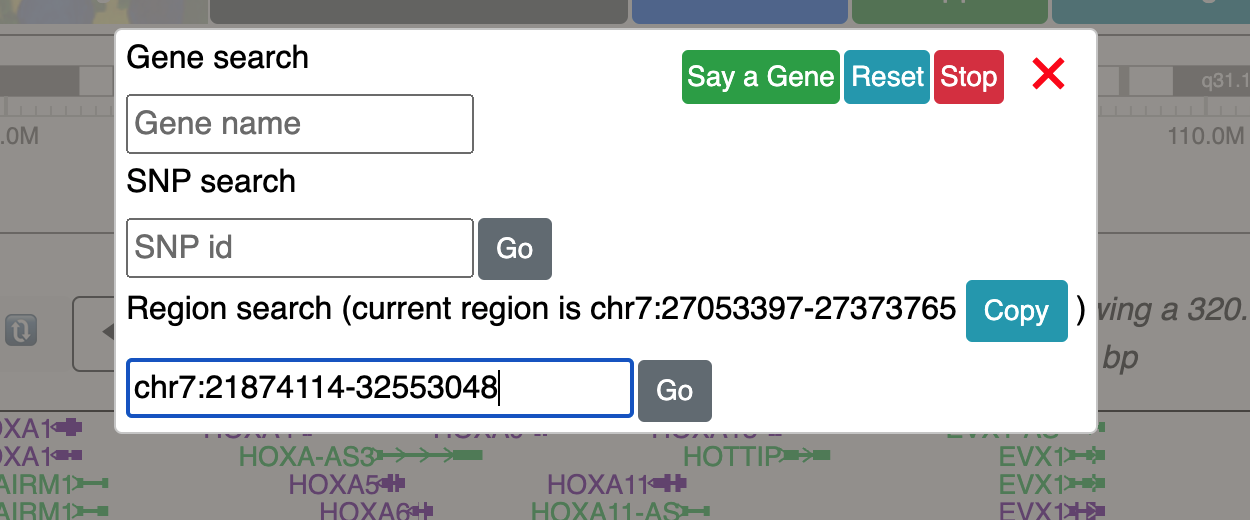 Gene search
Say a Gene Reset Stop
Gene name
q31.1
.0M
110.0M
SNP search
SNP id Go
Region search (current region is chr7:27053397-27373765 Copy )
ving a 320.
bp
chr7:21874114-32553048 Go
OXA1
OXA1 HOXA-AS3 HOTTIP EVX1
AIRM1 HOXA5 HOXA11 EVX1
AIRM1 HOXA6 HOXA11-AS EVX1